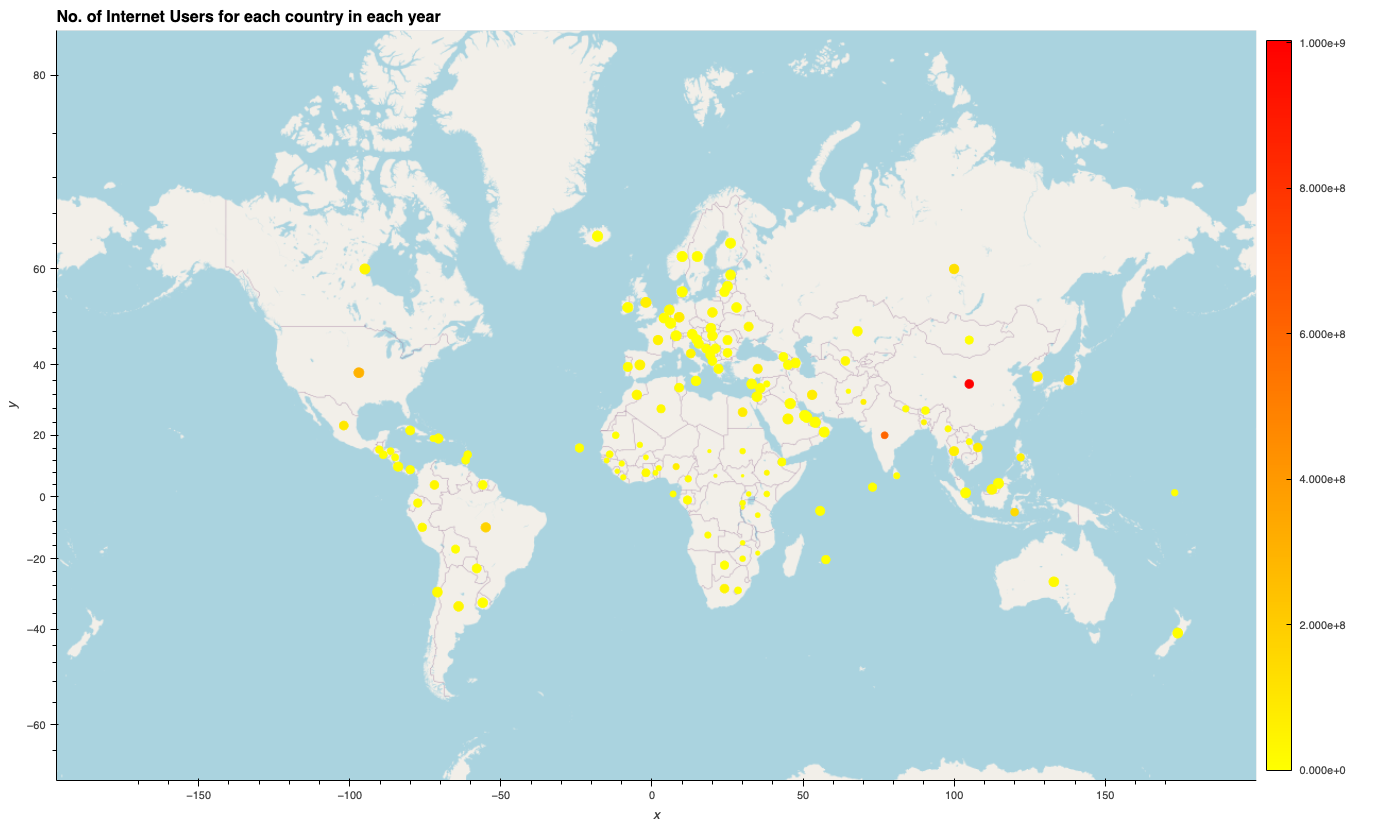 No. of Internet Users for each country in each year
80
60
40
20
0
−20
−40
−60
y
−150
−100
−50
0
50
100
150
x
1.000e+9
8.000e+8
6.000e+8
4.000e+8
2.000e+8
0.000e+0